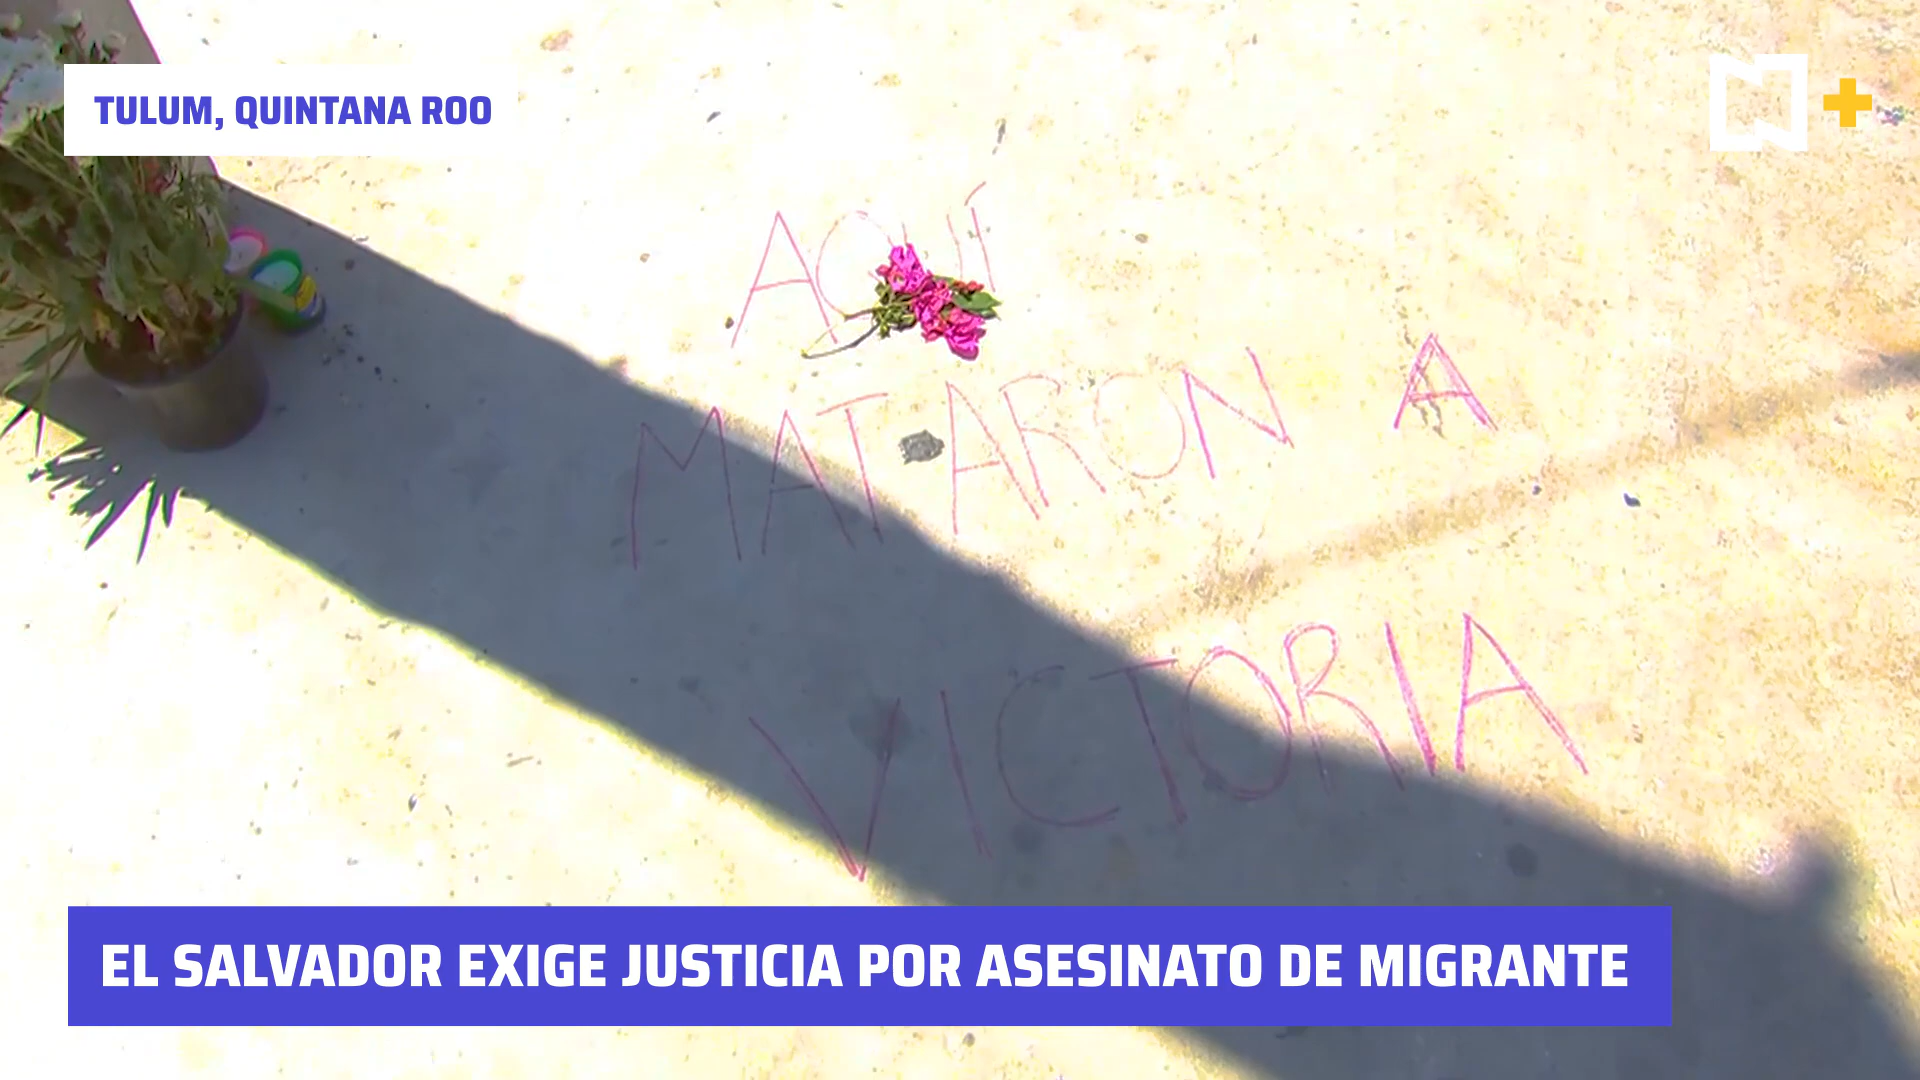 TULUM, QUINTANA ROO
N+
AQUÍ
MATARON A
VICTORIA
EL SALVADOR EXIGE JUSTICIA POR ASESINATO DE MIGRANTE